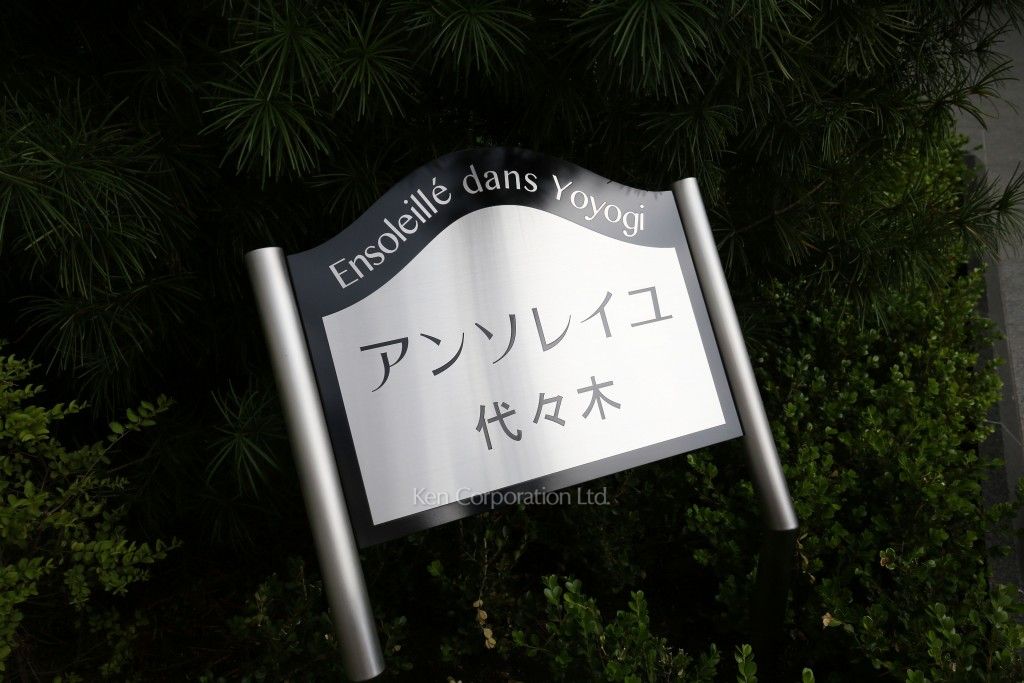 Ensoleillé dans Yoyogi
アンソレイユ
代々木
Ken Corporation Ltd.